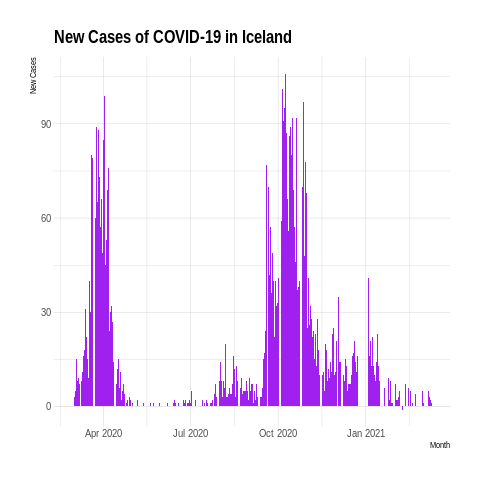 New Cases of COVID-19 in Iceland
New Cases
90
60
30
0
Apr 2020 Jul 2020 Oct 2020 Jan 2021
Month